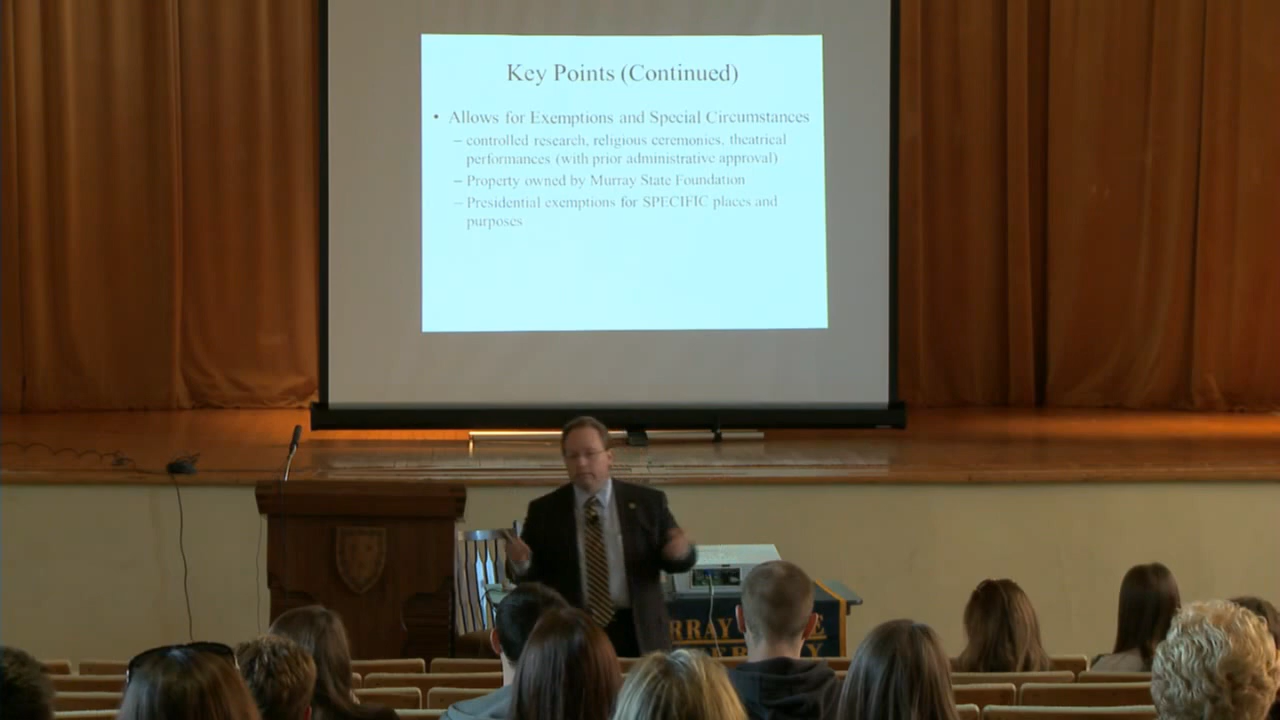 Key Points (Continued)
• Allows for Exemptions and Special Circumstances
– controlled research, religious ceremonies, theatrical
performances (with prior administrative approval)
– Property owned by Murray State Foundation
– Presidential exemptions for SPECIFIC places and
purposes